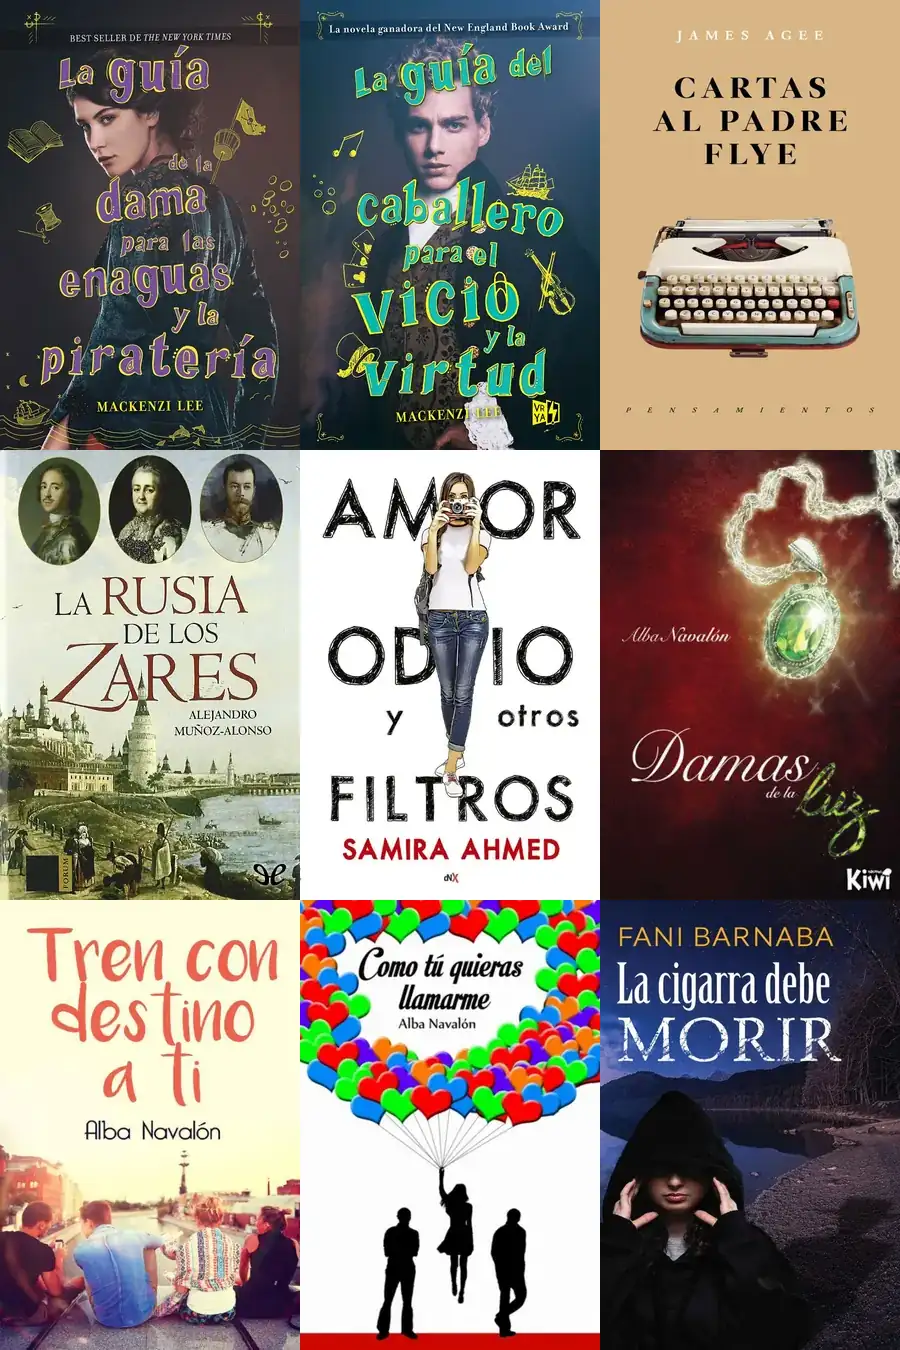 BEST SELLER DE THE NEW YORK TIMES
La guía
de la
dama
para las
enaguas
y la
piratería
MACKENZI LEE
La novela ganadora del New England Book Award
La guía del
caballero
para el
vicio
y la
virtud
MACKENZI LEE
VR
YA
JAMES AGEE
CARTAS
AL PADRE
FLYE
PENSAMIENTOS
LA RUSIA
DE LOS
ZARES
ALEJANDRO
MUÑOZ-ALONSO
FORUM
AMOR
ODIO
y otros
FILTROS
SAMIRA AHMED
dNX
Alba Navalón
Damas
de la
luz
Kiwi
Tren con
destino
a ti
Alba Navalón
Como tú quieras
llamarme
Alba Navalón
FANI BARNABA
La cigarra debe
MORIR